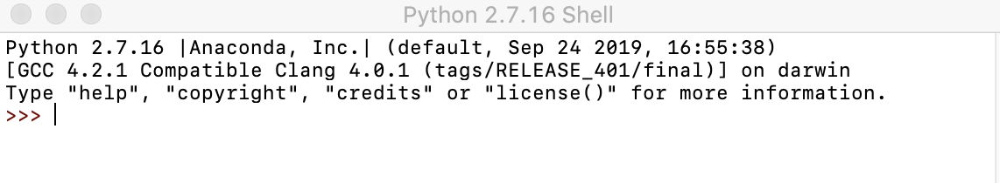 Python 2.7.16 Shell
Python 2.7.16 |Anaconda, Inc.| (default, Sep 24 2019, 16:55:38)
[GCC 4.2.1 Compatible Clang 4.0.1 (tags/RELEASE_401/final)] on darwin
Type "help", "copyright", "credits" or "license()" for more information.
>>>